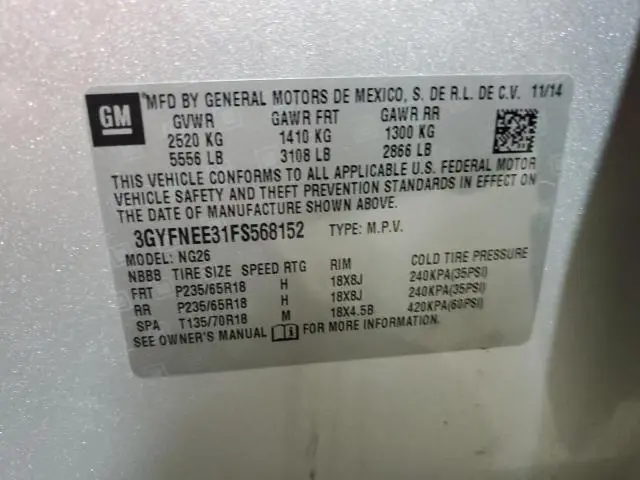 GM
MFD BY GENERAL MOTORS DE MEXICO, S. DE R.L. DE C.V. 11/14
GVWR GAWR FRT GAWR RR
2520 KG 1410 KG 1300 KG
5556 LB 3108 LB 2866 LB
THIS VEHICLE CONFORMS TO ALL APPLICABLE U.S. FEDERAL MOTOR
VEHICLE SAFETY AND THEFT PREVENTION STANDARDS IN EFFECT ON
THE DATE OF MANUFACTURE SHOWN ABOVE.
3GYFNEE31FS568152 TYPE: M.P.V.
MODEL: NG26
NBBB TIRE SIZE SPEED RTG RIM COLD TIRE PRESSURE
FRT P235/65R18 H 18X8J 240KPA(35PSI)
RR P235/65R18 H 18X8J 240KPA(35PSI)
SPA T135/70R18 M 18X4.5B 420KPA(60PSI)
SEE OWNER'S MANUAL FOR MORE INFORMATION.